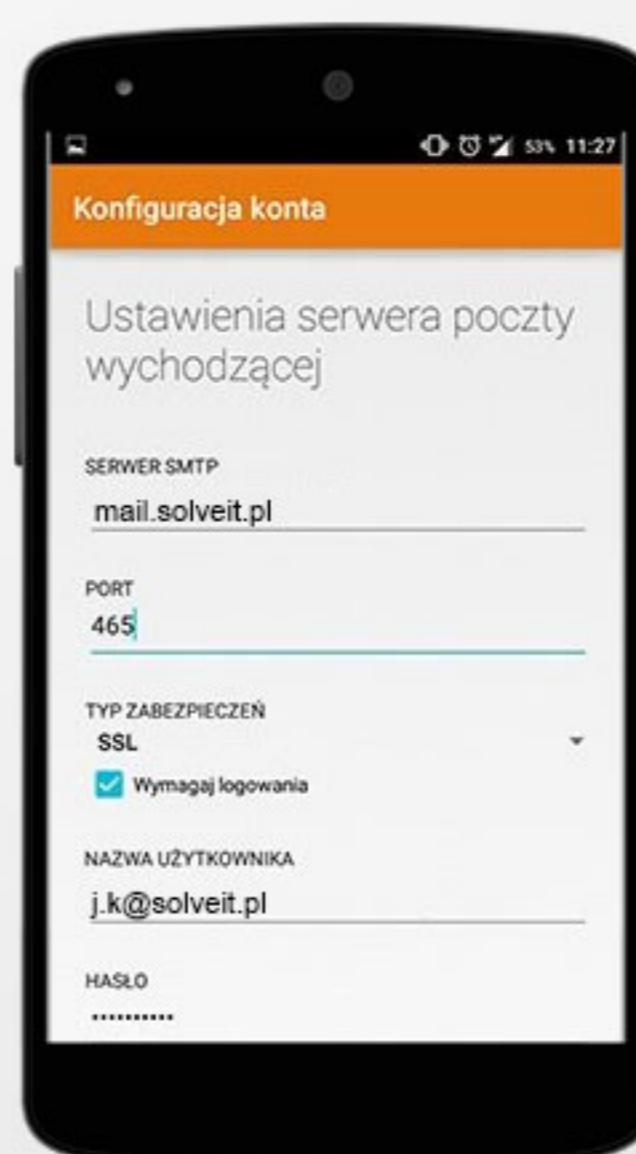 53% 11:27
Konfiguracja konta
Ustawienia serwera poczty
wychodzącej
SERWER SMTP
mail.solveit.pl
PORT
465
TYP ZABEZPIECZEŃ
SSL
Wymagaj logowania
NAZWA UŻYTKOWNIKA
j.k@solveit.pl
HASŁO
••••••••••